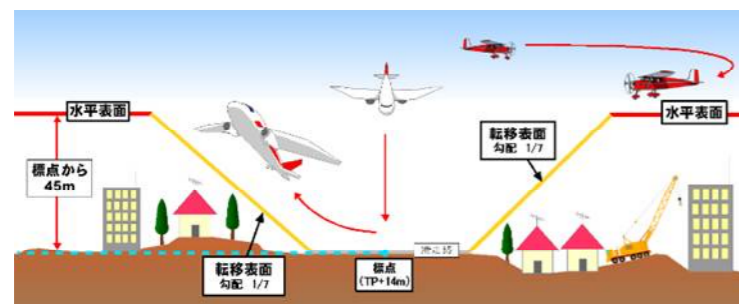 水平表面
水平表面
転移表面
勾配 1/7
標点から
45m
転移表面
勾配 1/7
標点
(TP+14m)